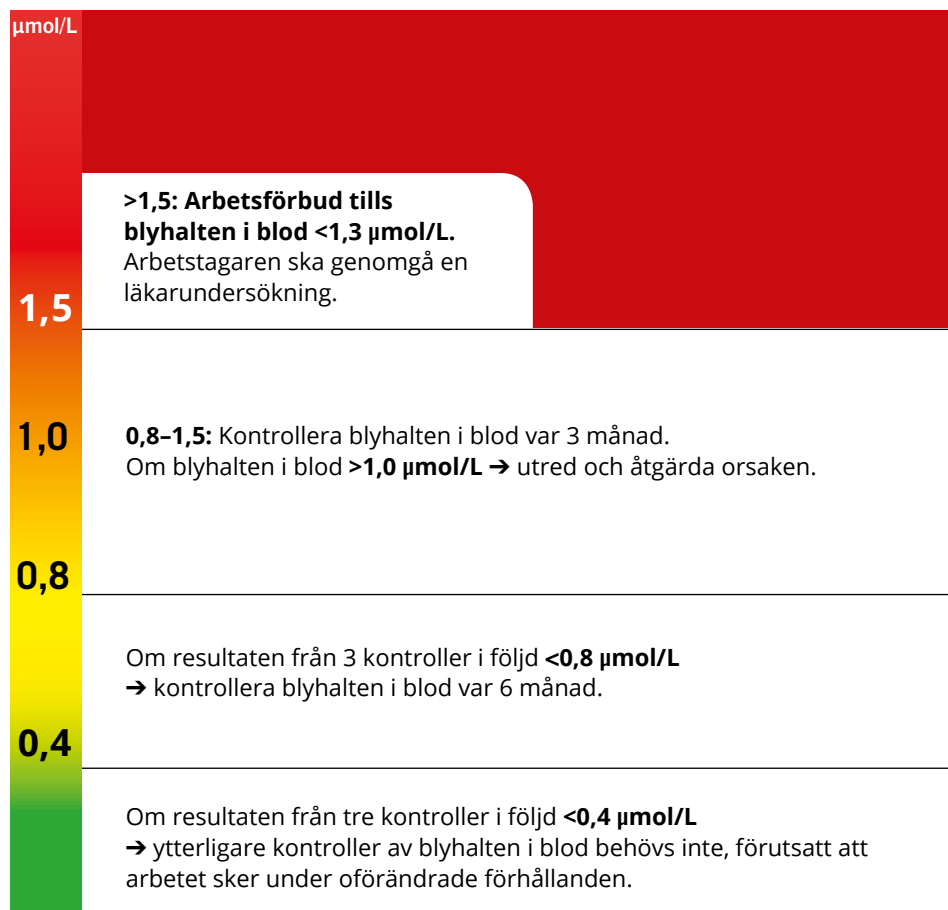 µmol/L
>1,5: Arbetsförbud tills
blyhalten i blod <1,3 µmol/L.
Arbetstagaren ska genomgå en
läkarundersökning.
1,5
1,0
0,8–1,5: Kontrollera blyhalten i blod var 3 månad.
Om blyhalten i blod >1,0 µmol/L ➔ utred och åtgärda orsaken.
0,8
Om resultaten från 3 kontroller i följd <0,8 µmol/L
➔ kontrollera blyhalten i blod var 6 månad.
0,4
Om resultaten från tre kontroller i följd <0,4 µmol/L
➔ ytterligare kontroller av blyhalten i blod behövs inte, förutsatt att
arbetet sker under oförändrade förhållanden.